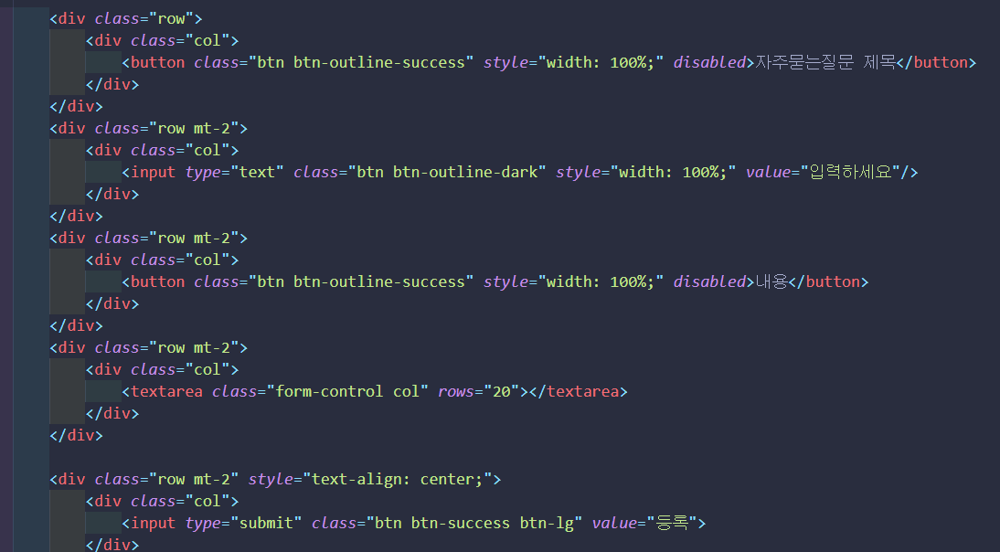 <div class="row">
<div class="col">
<button class="btn btn-outline-success" style="width: 100%;" disabled>자주묻는질문 제목</button>
</div>
</div>
<div class="row mt-2">
<div class="col">
<input type="text" class="btn btn-outline-dark" style="width: 100%;" value="입력하세요"/>
</div>
</div>
<div class="row mt-2">
<div class="col">
<button class="btn btn-outline-success" style="width: 100%;" disabled>내용</button>
</div>
</div>
<div class="row mt-2">
<div class="col">
<textarea class="form-control col" rows="20"></textarea>
</div>
</div>
<div class="row mt-2" style="text-align: center;">
<div class="col">
<input type="submit" class="btn btn-success btn-lg" value="등록">
</div>